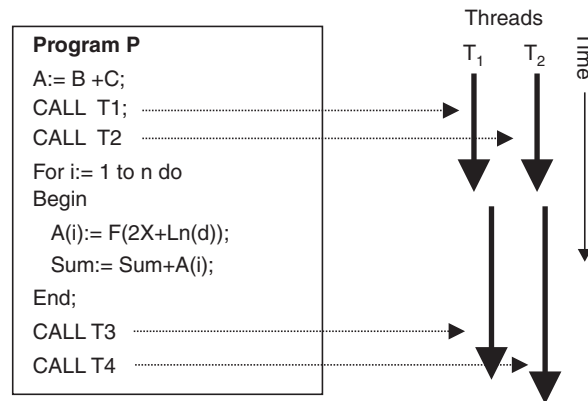 Program P
A:= B +C;
CALL T1;
CALL T2
For i:= 1 to n do
Begin
A(i):= F(2X+Ln(d));
Sum:= Sum+A(i);
End;
CALL T3
CALL T4
Threads
T₁ T₂
Time